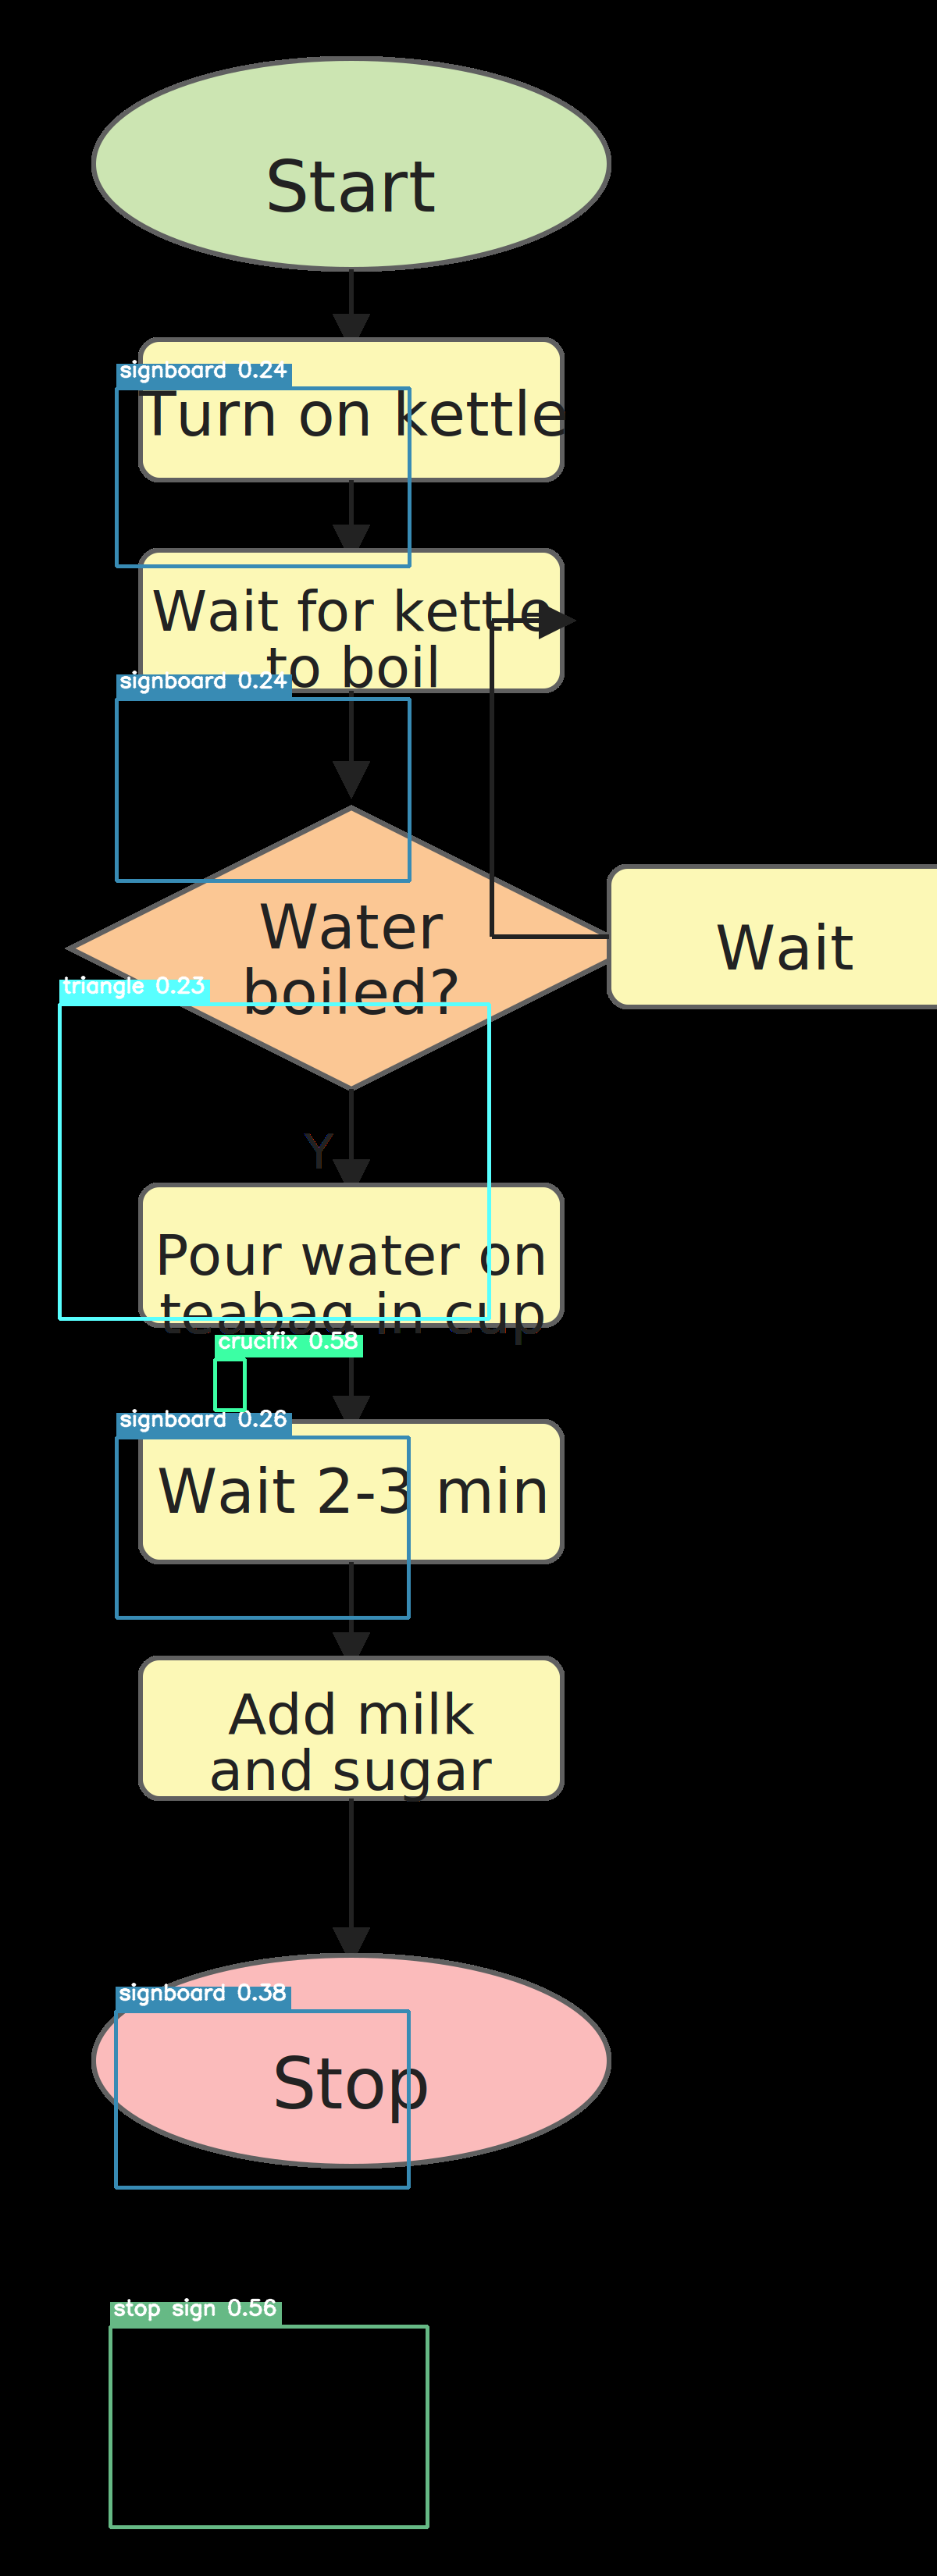 Start
signboard 0.24
Turn on kettle
Wait for kettle
to boil
signboard 0.24
Water
boiled?
Wait
triangle 0.23
Y
Pour water on
teabag in cup
crucifix 0.58
signboard 0.26
Wait 2-3 min
Add milk
and sugar
signboard 0.38
Stop
stop sign 0.56